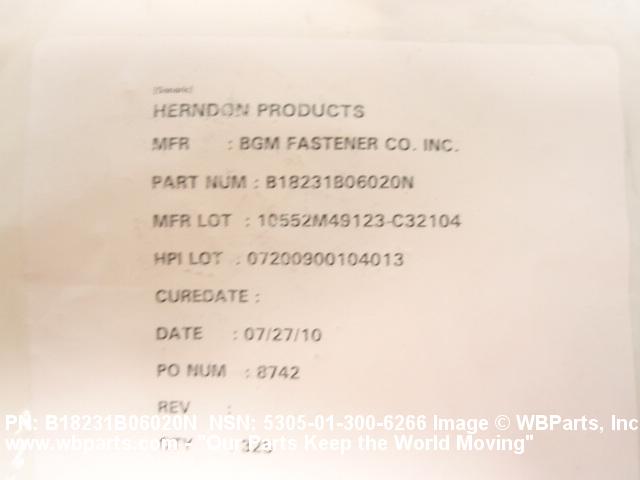 [Generic]
HERNDON PRODUCTS
MFR : BGM FASTENER CO. INC.
PART NUM : B18231B06020N
MFR LOT : 10552M49123-C32104
HPI LOT : 07200900104013
CUREDATE :
DATE : 07/27/10
PO NUM : 8742
REV :
PN: B18231B06020N NSN: 5305-01-300-6266 Image © WBParts, Inc
www.wbparts.com - "Our Parts Keep the World Moving"
QTY : 325